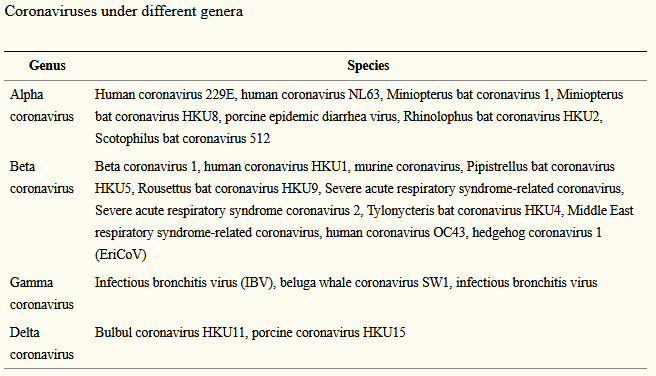 Coronaviruses under different genera
Genus Species
Alpha coronavirus Human coronavirus 229E, human coronavirus NL63, Miniopterus bat coronavirus 1, Miniopterus
bat coronavirus HKU8, porcine epidemic diarrhea virus, Rhinolophus bat coronavirus HKU2,
Scotophilus bat coronavirus 512
Beta coronavirus Beta coronavirus 1, human coronavirus HKU1, murine coronavirus, Pipistrellus bat coronavirus
HKU5, Rousettus bat coronavirus HKU9, Severe acute respiratory syndrome-related coronavirus,
Severe acute respiratory syndrome coronavirus 2, Tylonycteris bat coronavirus HKU4, Middle East
respiratory syndrome-related coronavirus, human coronavirus OC43, hedgehog coronavirus 1
(EriCoV)
Gamma coronavirus Infectious bronchitis virus (IBV), beluga whale coronavirus SW1, infectious bronchitis virus
Delta coronavirus Bulbul coronavirus HKU11, porcine coronavirus HKU15